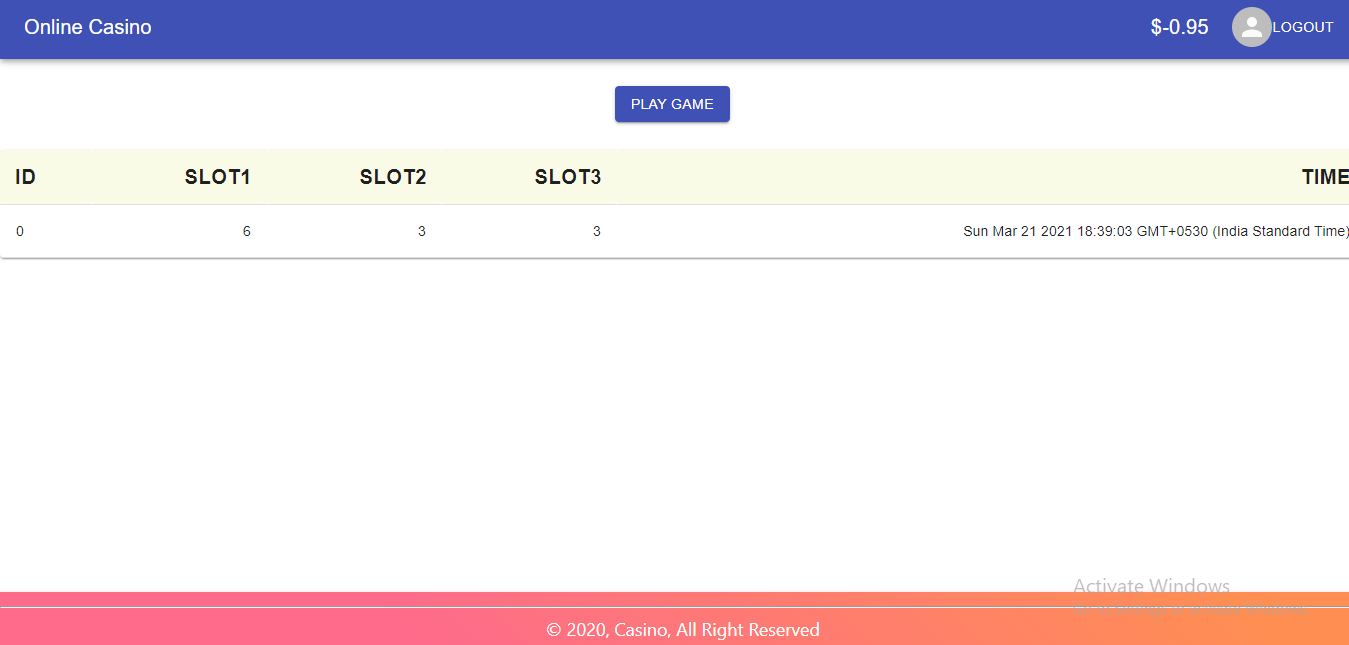 Online Casino $-0.95 LOGOUT
PLAY GAME
ID SLOT1 SLOT2 SLOT3 TIME
0 6 3 3 Sun Mar 21 2021 18:39:03 GMT+0530 (India Standard Time)
Activate Windows
© 2020, Casino, All Right Reserved